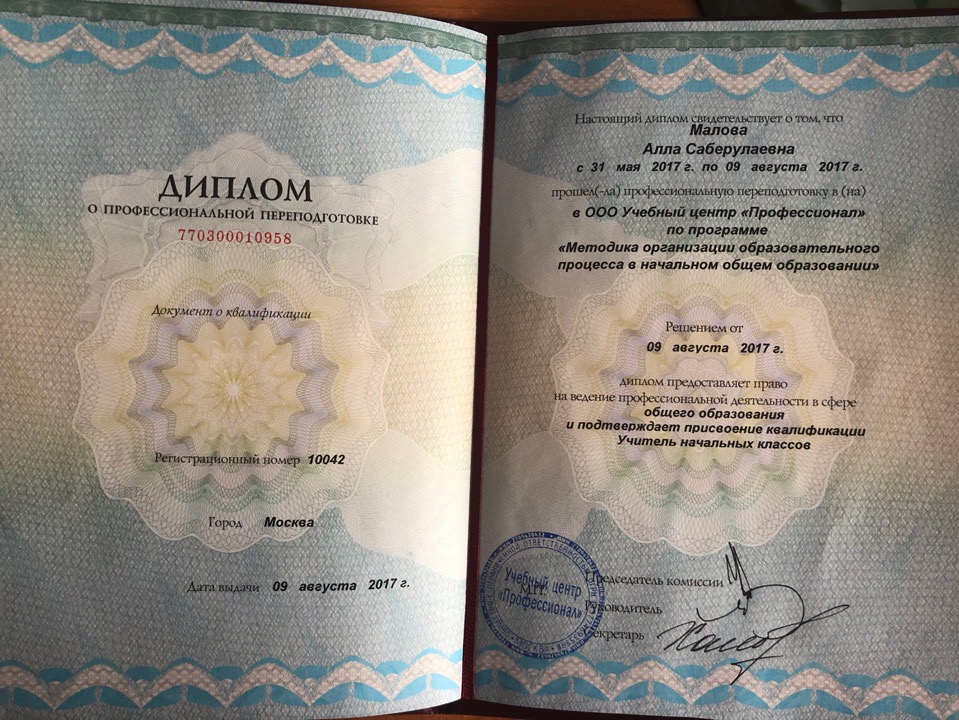 ДИПЛОМ
О ПРОФЕССИОНАЛЬНОЙ ПЕРЕПОДГОТОВКЕ
770300010958
Документ о квалификации
Регистрационный номер 10042
Город Москва
Дата выдачи 09 августа 2017 г.
Настоящий диплом свидетельствует о том, что
Малова
Алла Саберулаевна
с 31 мая 2017 г. по 09 августа 2017 г.
прошел(-ла) профессиональную переподготовку в (на)
в ООО Учебный центр «Профессионал»
по программе
«Методика организации образовательного
процесса в начальном общем образовании»
Решением от
09 августа 2017 г.
диплом предоставляет право
на ведение профессиональной деятельности в сфере
общего образования
и подтверждает присвоение квалификации
Учитель начальных классов
Председатель комиссии
М.П.
Руководитель
Секретарь
Учебный центр
«Профессионал»